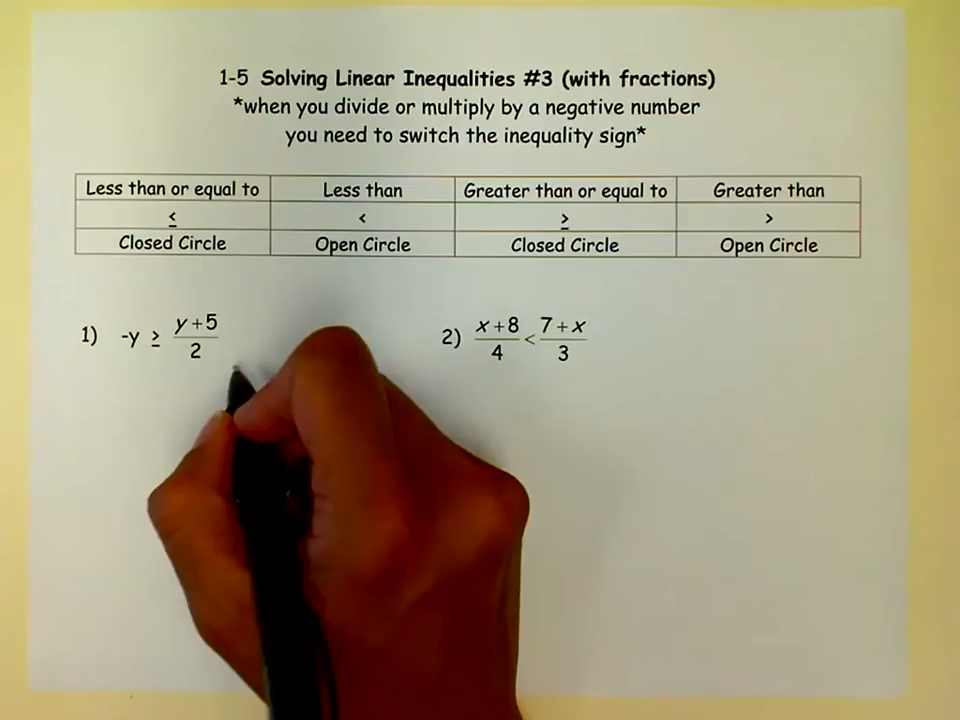 1-5 Solving Linear Inequalities #3 (with fractions)
*when you divide or multiply by a negative number
you need to switch the inequality sign*
Less than or equal to Less than Greater than or equal to Greater than
≤ < ≥ >
Closed Circle Open Circle Closed Circle Open Circle
1) -y ≥ (y+5)/2 2) (x+8)/4 < (7+x)/3